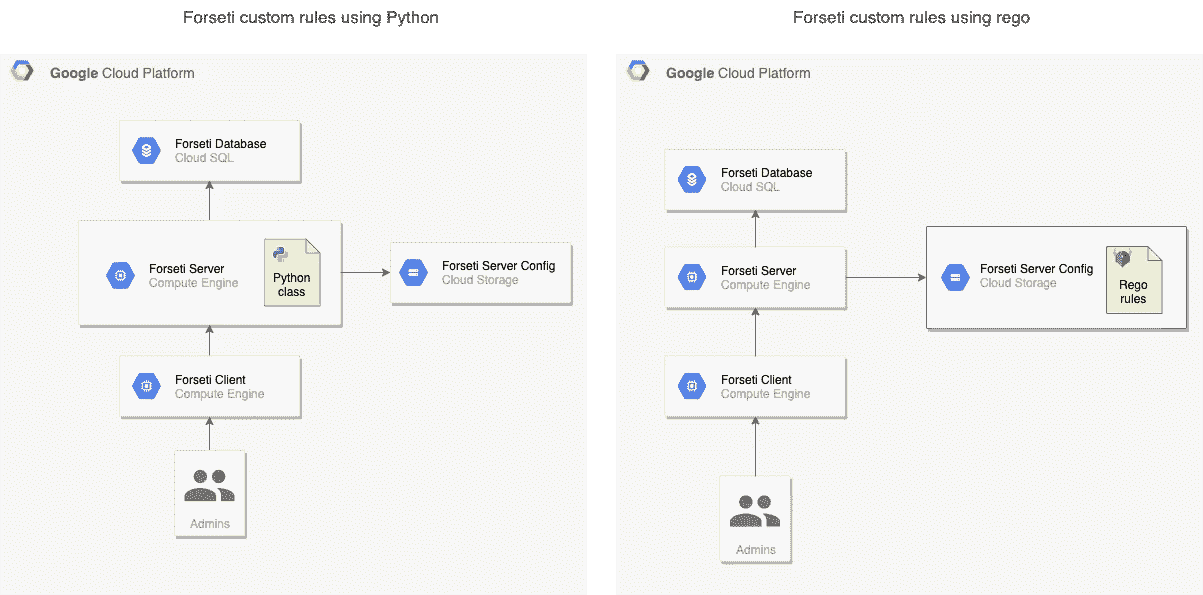 Forseti custom rules using Python
Google Cloud Platform
Forseti Database
Cloud SQL
Forseti Server
Compute Engine
Python
class
Forseti Server Config
Cloud Storage
Forseti Client
Compute Engine
Admins
Forseti custom rules using rego
Google Cloud Platform
Forseti Database
Cloud SQL
Forseti Server
Compute Engine
Forseti Server Config
Cloud Storage
Rego
rules
Forseti Client
Compute Engine
Admins